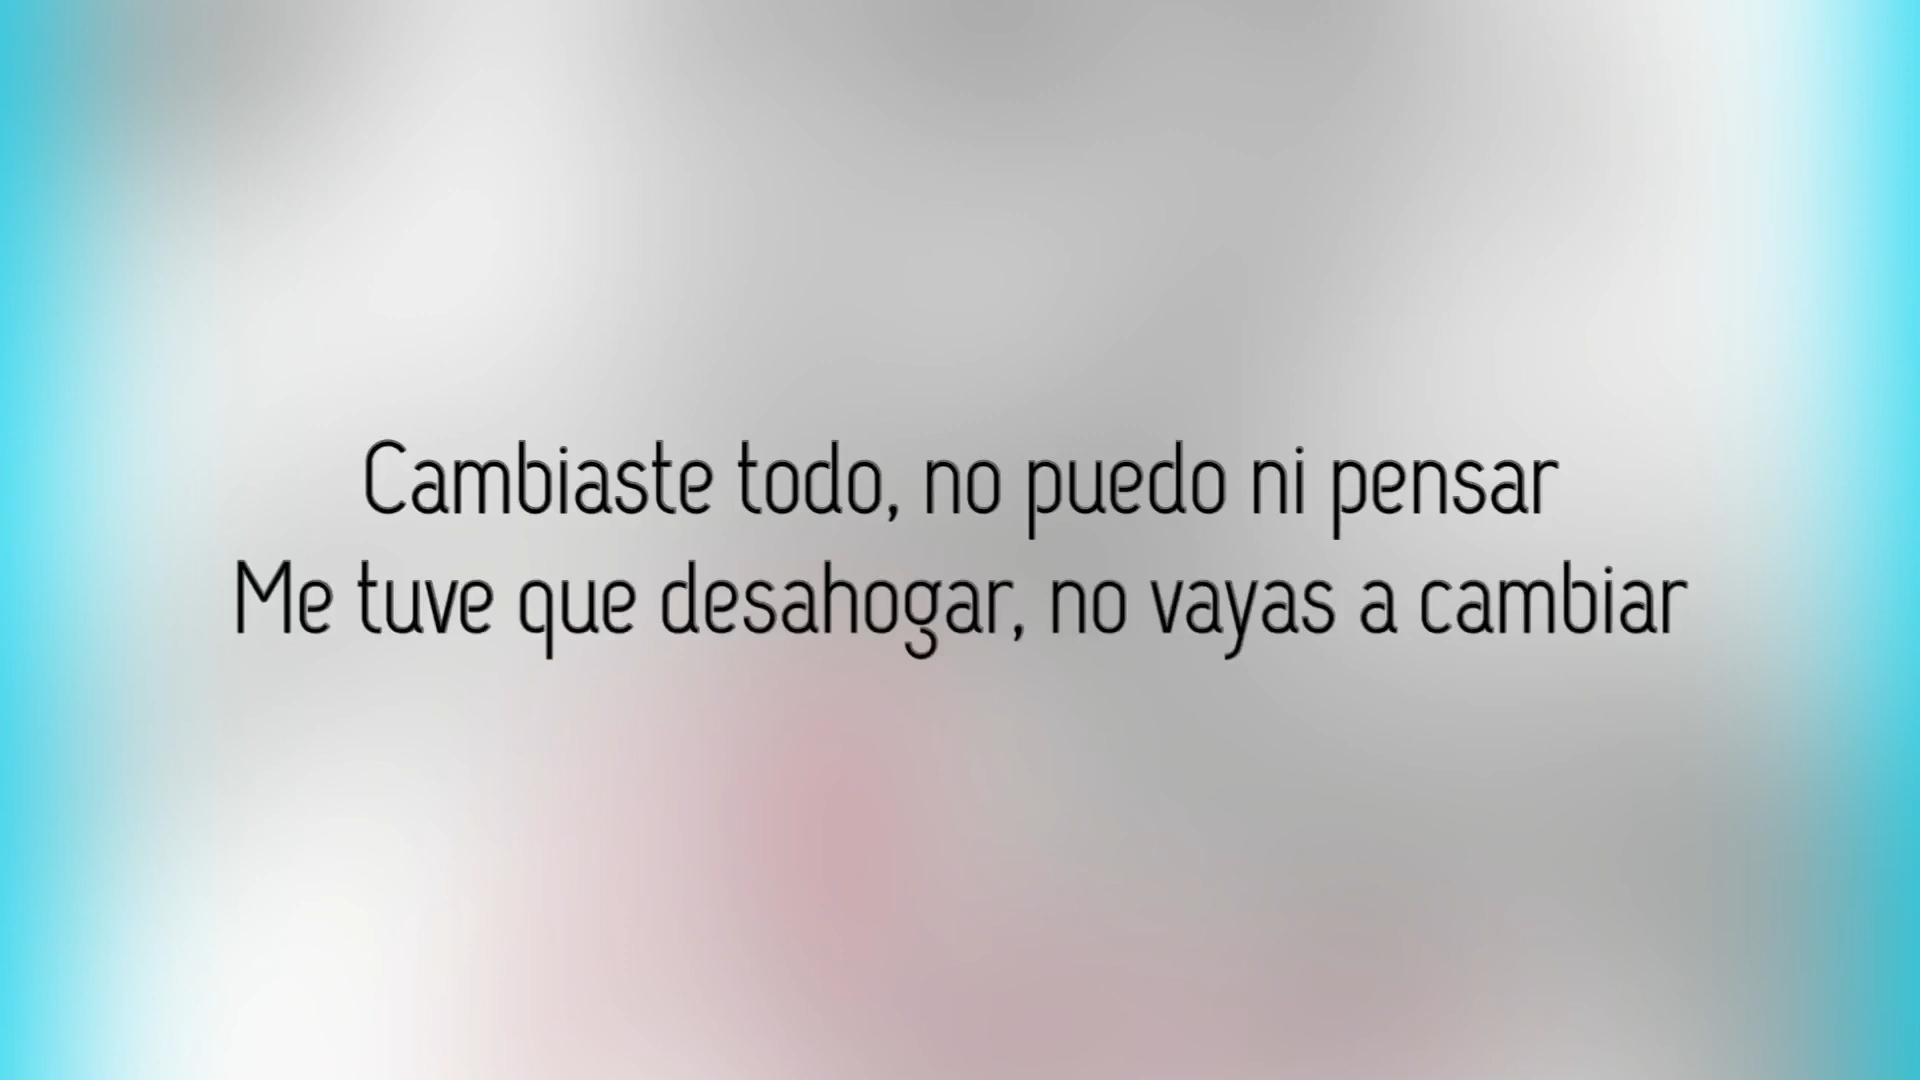 Cambiaste todo, no puedo ni pensar
Me tuve que desahogar, no vayas a cambiar